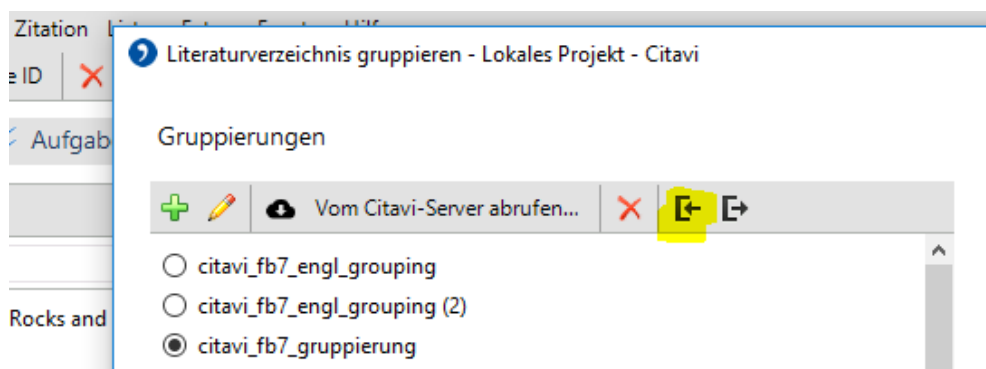 Zitation
Literaturverzeichnis gruppieren - Lokales Projekt - Citavi
e ID
Gruppierungen
Aufgab
Vom Citavi-Server abrufen...
citavi_fb7_engl_grouping
citavi_fb7_engl_grouping (2)
Rocks and
citavi_fb7_gruppierung